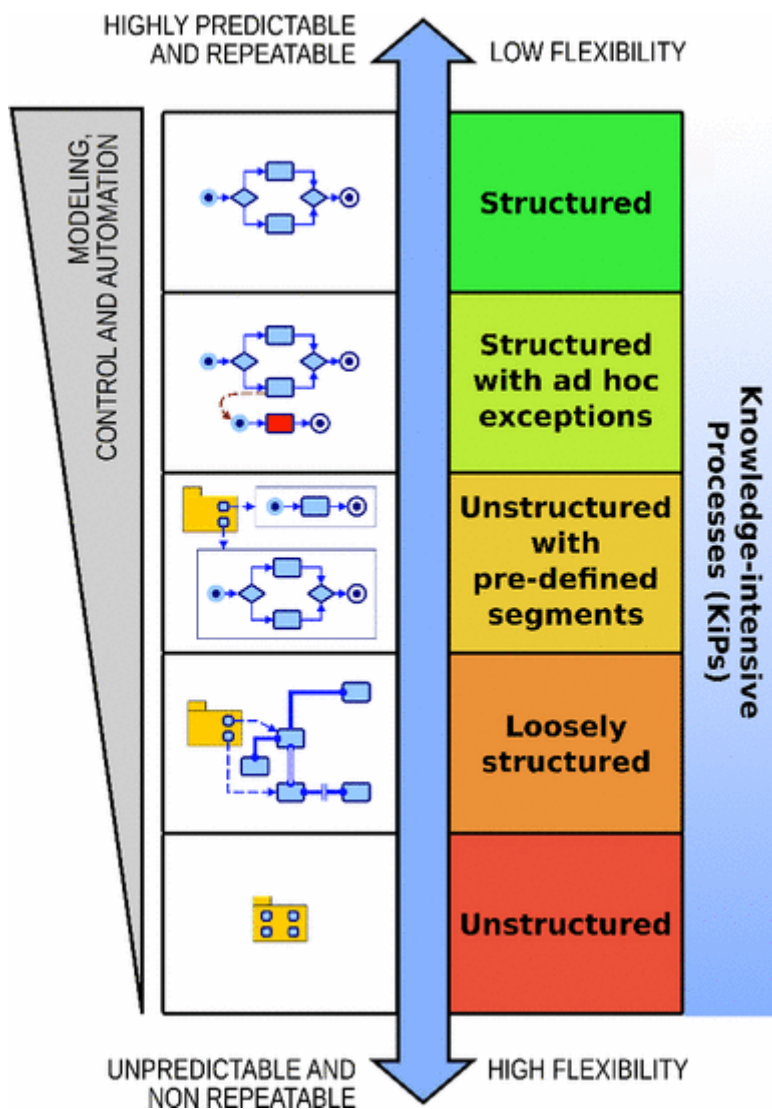 HIGHLY PREDICTABLE
AND REPEATABLE
LOW FLEXIBILITY
MODELING,
CONTROL AND AUTOMATION
Structured
Structured
with ad hoc
exceptions
Unstructured
with
pre-defined
segments
Loosely
structured
Unstructured
Knowledge-intensive
Processes (KiPs)
UNPREDICTABLE AND
NON REPEATABLE
HIGH FLEXIBILITY